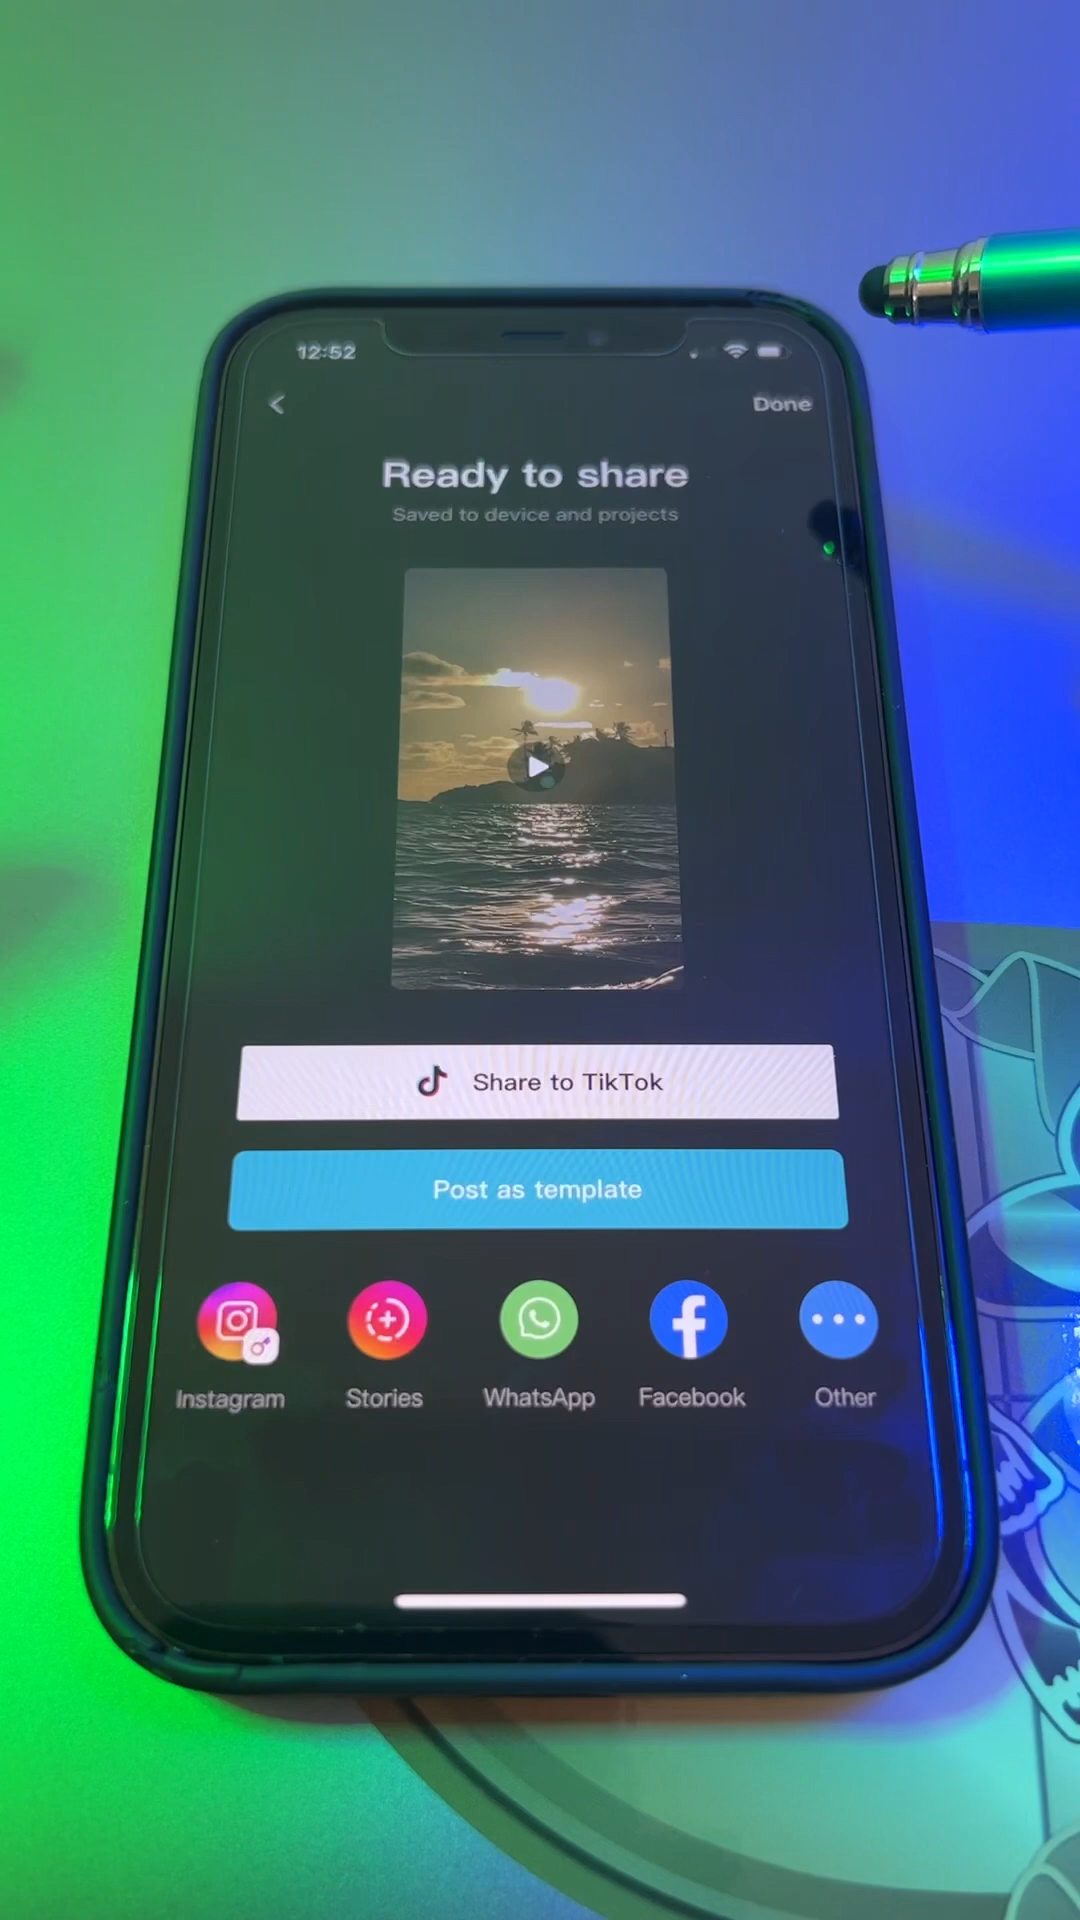 12:52
Done
Ready to share
Saved to device and projects
Share to TikTok
Post as template
Instagram
Stories
WhatsApp
Facebook
Other